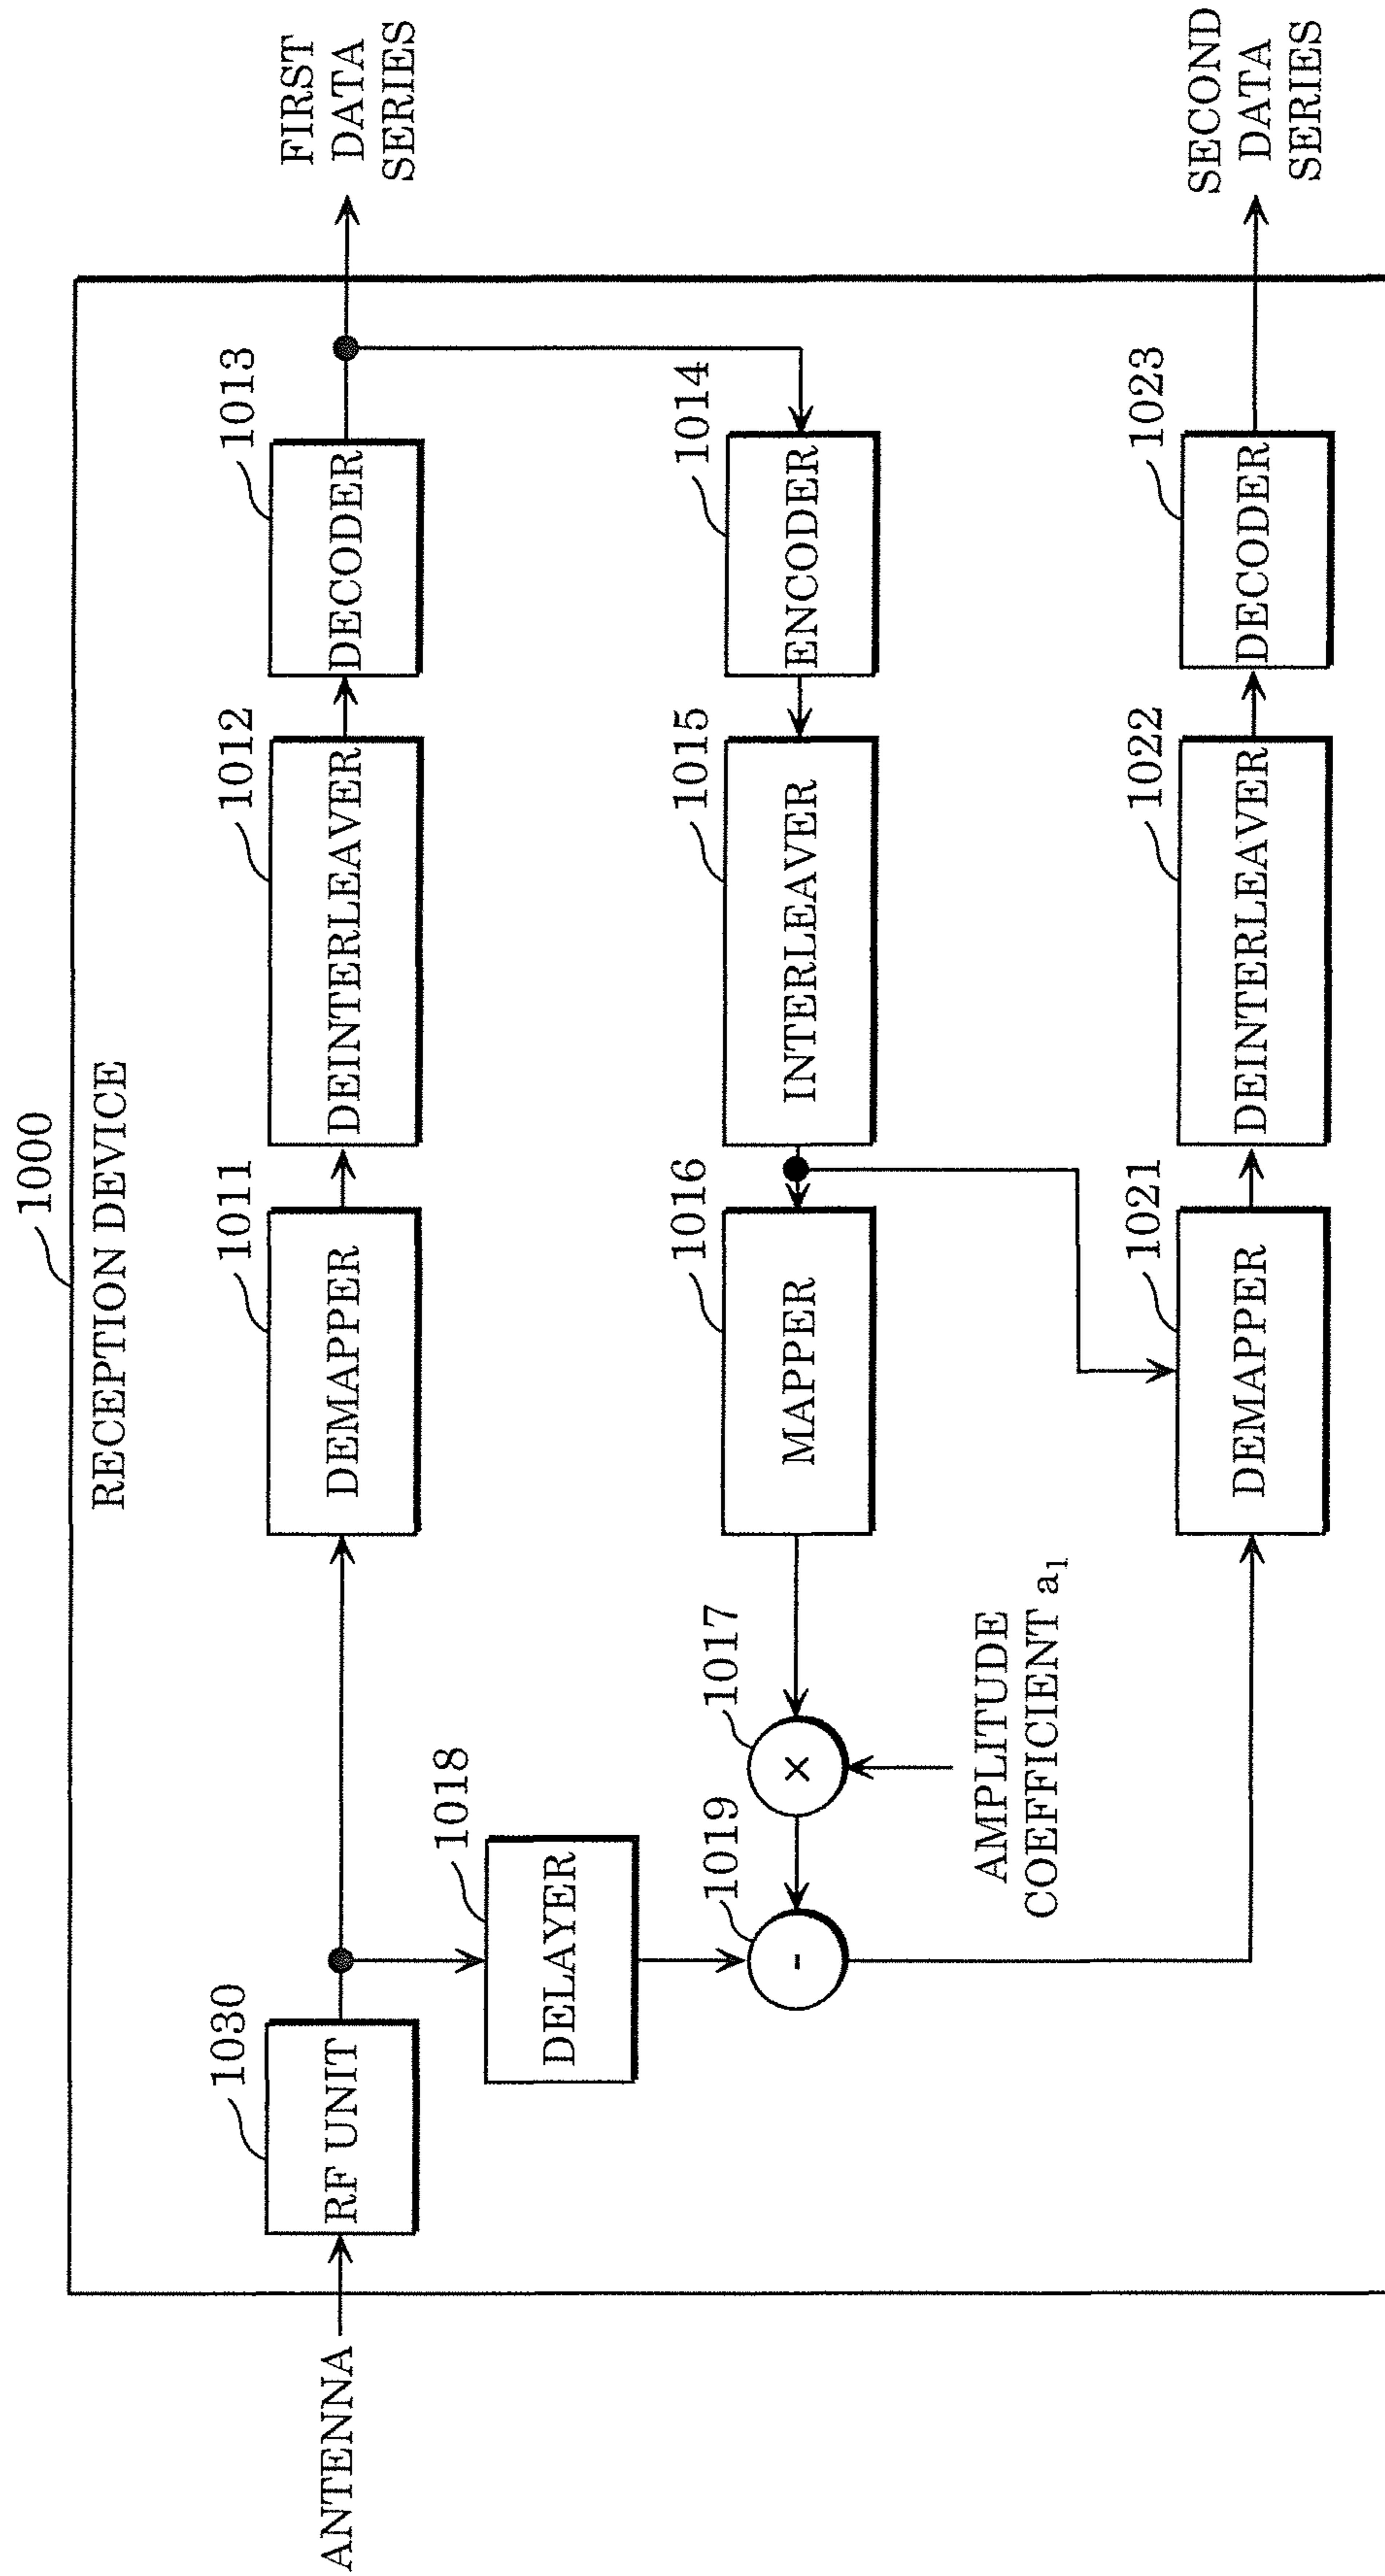 1000
RECEPTION DEVICE
ANTENNA
1030
RF UNIT
1011
DEMAPPER
1012
DEINTERLEAVER
1013
DECODER
FIRST
DATA
SERIES
1018
DELAYER
1019
-
1017
×
AMPLITUDE
COEFFICIENT a₁
1016
MAPPER
1015
INTERLEAVER
1014
ENCODER
1021
DEMAPPER
1022
DEINTERLEAVER
1023
DECODER
SECOND
DATA
SERIES